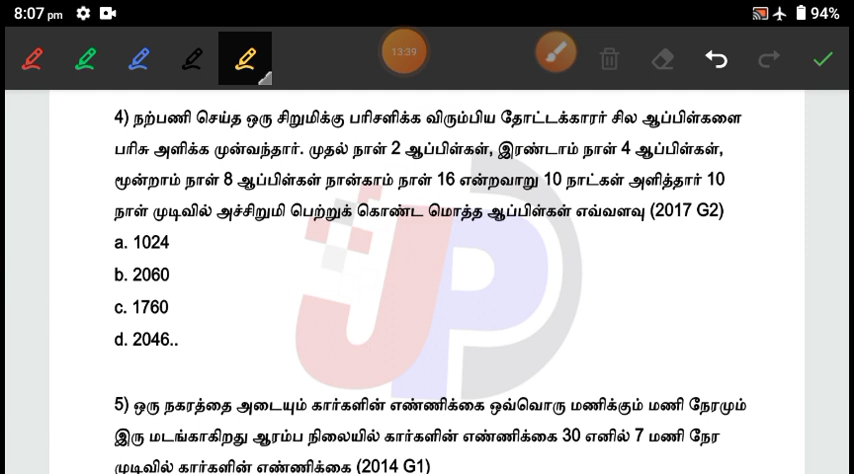 8:07 pm 94%
13:39
4) நற்பணி செய்த ஒரு சிறுமிக்கு பரிசளிக்க விரும்பிய தோட்டக்காரர் சில ஆப்பிள்களை
பரிசு அளிக்க முன்வந்தார். முதல் நாள் 2 ஆப்பிள்கள், இரண்டாம் நாள் 4 ஆப்பிள்கள்,
மூன்றாம் நாள் 8 ஆப்பிள்கள் நான்காம் நாள் 16 என்றவாறு 10 நாட்கள் அளித்தார் 10
நாள் முடிவில் அச்சிறுமி பெற்றுக் கொண்ட மொத்த ஆப்பிள்கள் எவ்வளவு (2017 G2)
a. 1024
b. 2060
c. 1760
d. 2046..
JP
5) ஒரு நகரத்தை அடையும் கார்களின் எண்ணிக்கை ஒவ்வொரு மணிக்கும் மணி நேரமும்
இரு மடங்காகிறது ஆரம்ப நிலையில் கார்களின் எண்ணிக்கை 30 எனில் 7 மணி நேர
முடிவில் கார்களின் எண்ணிக்கை (2014 G1)